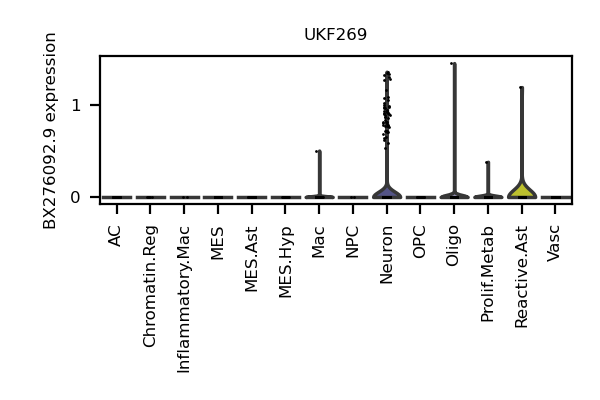 UKF269
BX276092.9 expression
1
0
AC
Chromatin.Reg
Inflammatory.Mac
MES
MES.Ast
MES.Hyp
Mac
NPC
Neuron
OPC
Oligo
Prolif.Metab
Reactive.Ast
Vasc